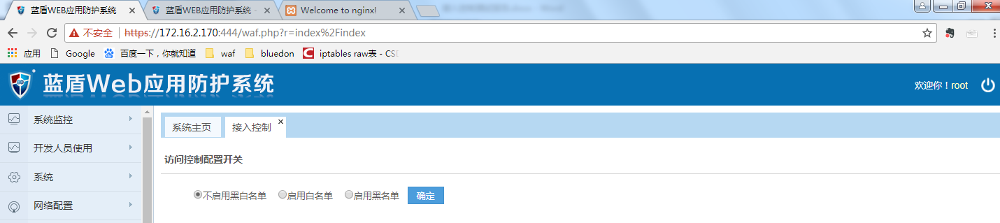 蓝盾WEB应用防护系统 蓝盾WEB应用防护系统 - Welcome to nginx!
不安全 https://172.16.2.170:444/waf.php?r=index%2Findex
应用 Google 百度一下，你就知道 waf bluedon iptables raw表 - CSD
蓝盾Web应用防护系统 欢迎你！root
系统监控
开发人员使用
系统
网络配置
系统主页 接入控制
访问控制配置开关
不启用黑白名单 启用白名单 启用黑名单 确定